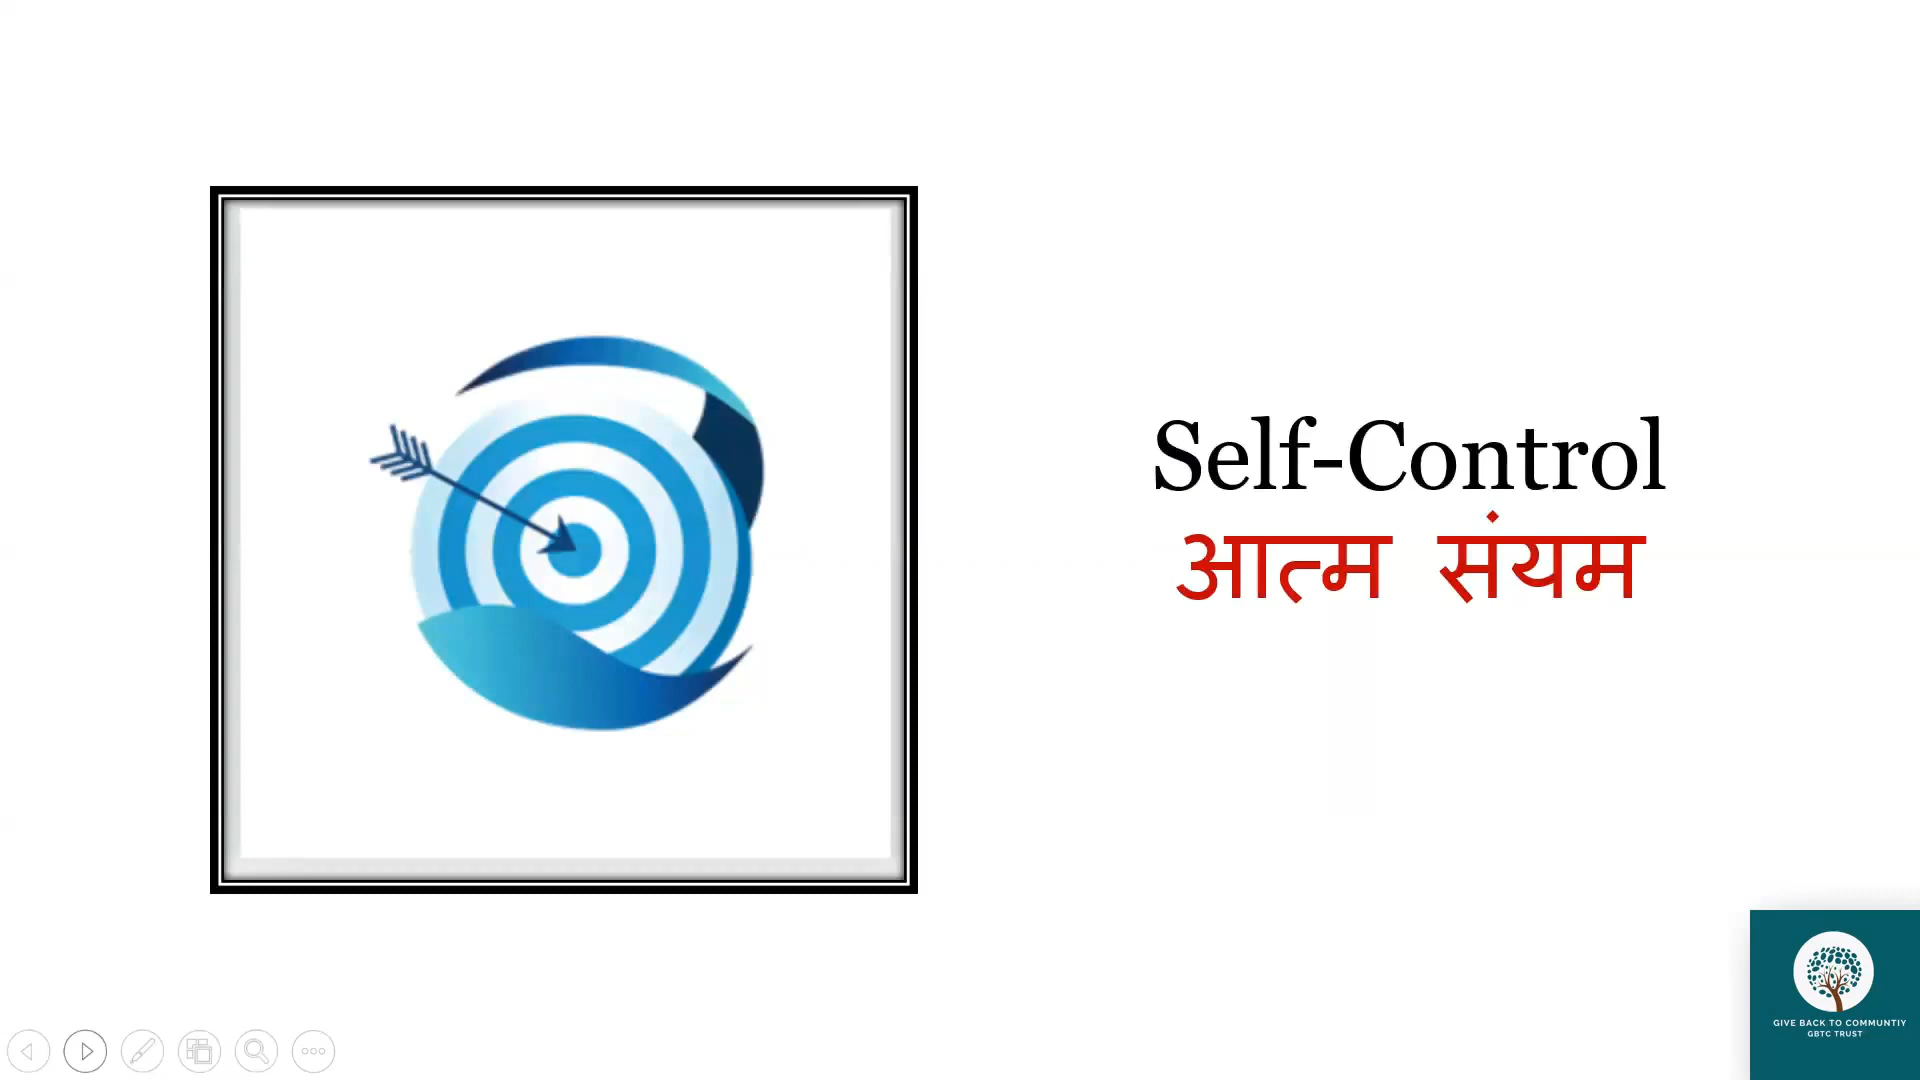 Self-Control
आत्म संयम
GIVE BACK TO COMMUNTIY
GBTC TRUST